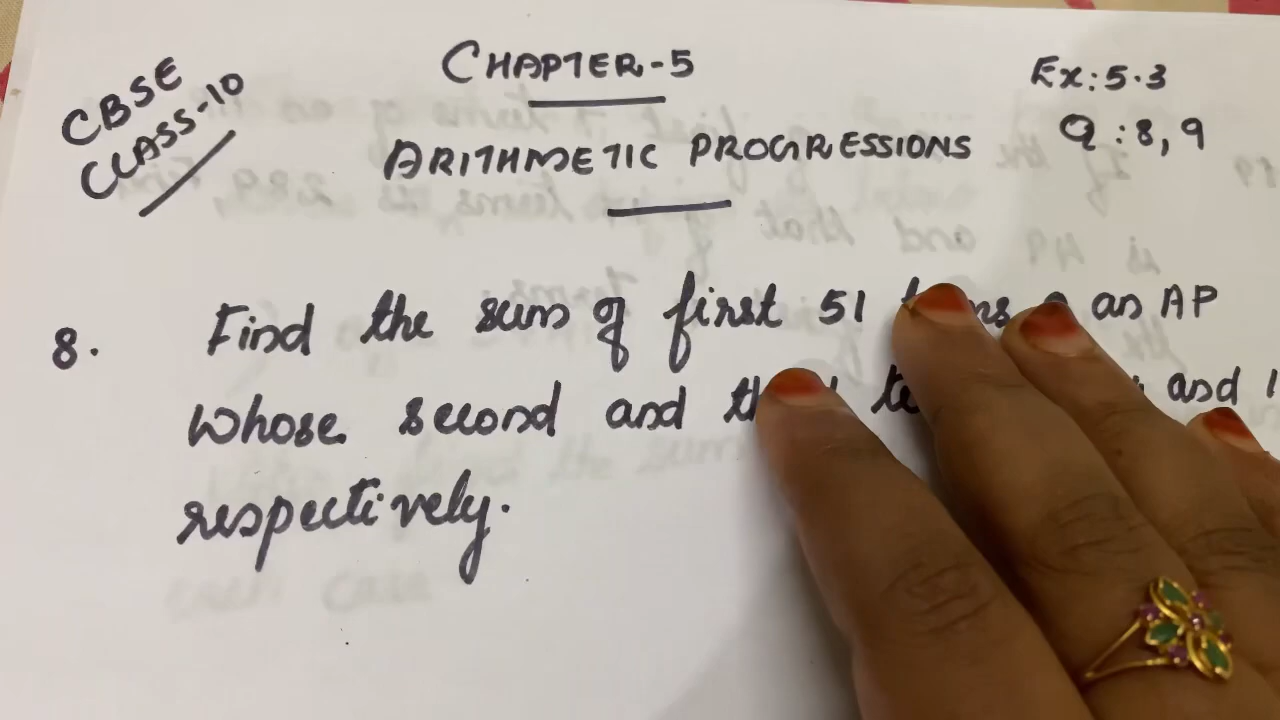 CBSE
CLASS-10
CHAPTER-5
ARITHMETIC PROGRESSIONS
Ex: 5.3
Q : 8, 9
8. Find the sum of first 51 an AP
whose second and and
respectively.